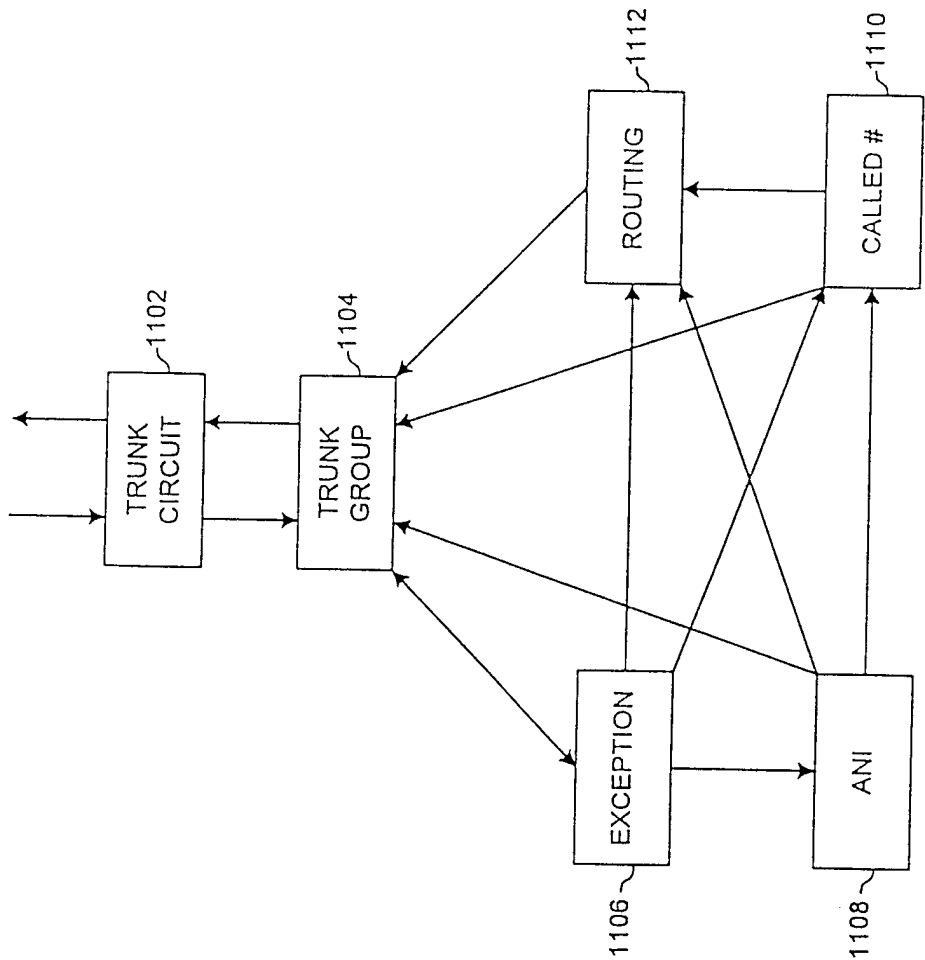 TRUNK
CIRCUIT
1102
TRUNK
GROUP
1104
EXCEPTION
1106
ROUTING
1112
ANI
1108
CALLED #
1110